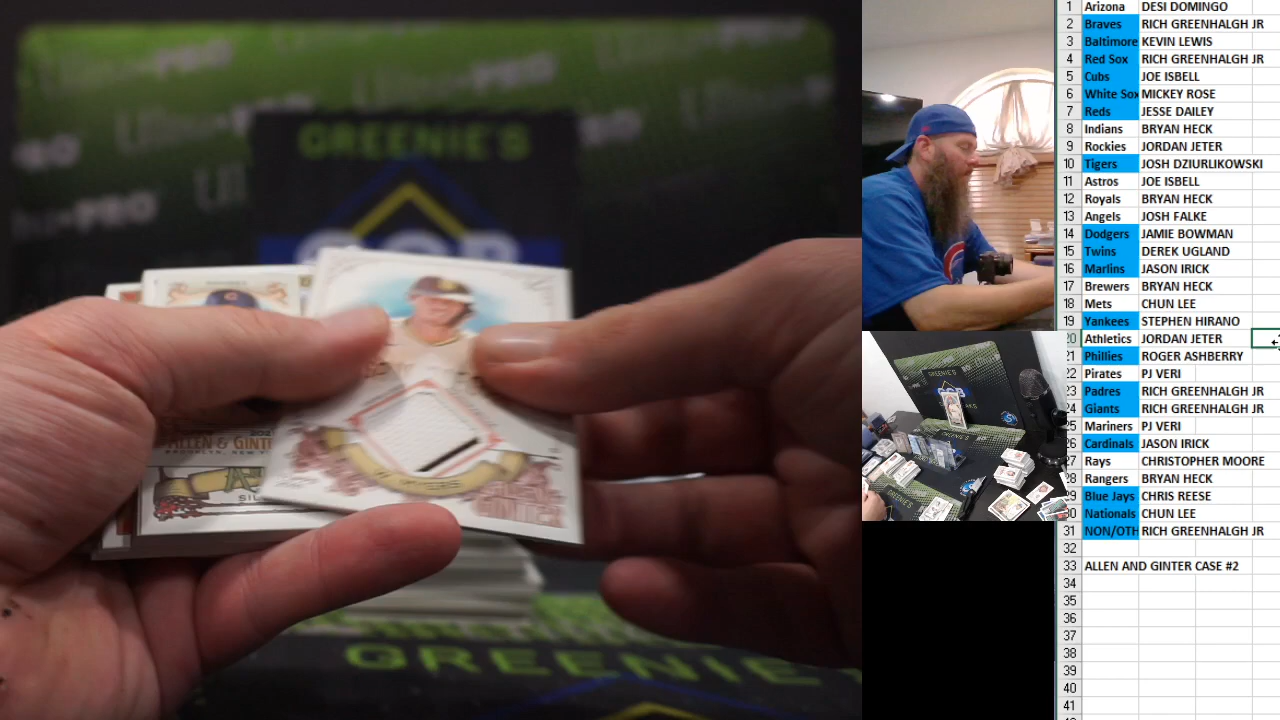 GREENIE'S
ALLEN & GINTE
GREENIE
GREENIE'S
1 Arizona DESI DOMINGO
2 Braves RICH GREENHALGH JR
3 Baltimore KEVIN LEWIS
4 Red Sox RICH GREENHALGH JR
5 Cubs JOE ISBELL
6 White Sox MICKEY ROSE
7 Reds JESSE DAILEY
8 Indians BRYAN HECK
9 Rockies JORDAN JETER
10 Tigers JOSH DZIURLIKOWSKI
11 Astros JOE ISBELL
12 Royals BRYAN HECK
13 Angels JOSH FALKE
14 Dodgers JAMIE BOWMAN
15 Twins DEREK UGLAND
16 Marlins JASON IRICK
17 Brewers BRYAN HECK
18 Mets CHUN LEE
19 Yankees STEPHEN HIRANO
20 Athletics JORDAN JETER
21 Phillies ROGER ASHBERRY
22 Pirates PJ VERI
23 Padres RICH GREENHALGH JR
24 Giants RICH GREENHALGH JR
25 Mariners PJ VERI
26 Cardinals JASON IRICK
27 Rays CHRISTOPHER MOORE
28 Rangers BRYAN HECK
29 Blue Jays CHRIS REESE
30 Nationals CHUN LEE
31 NON/OTH RICH GREENHALGH JR
32
33 ALLEN AND GINTER CASE #2
34
35
36
37
38
39
40
41